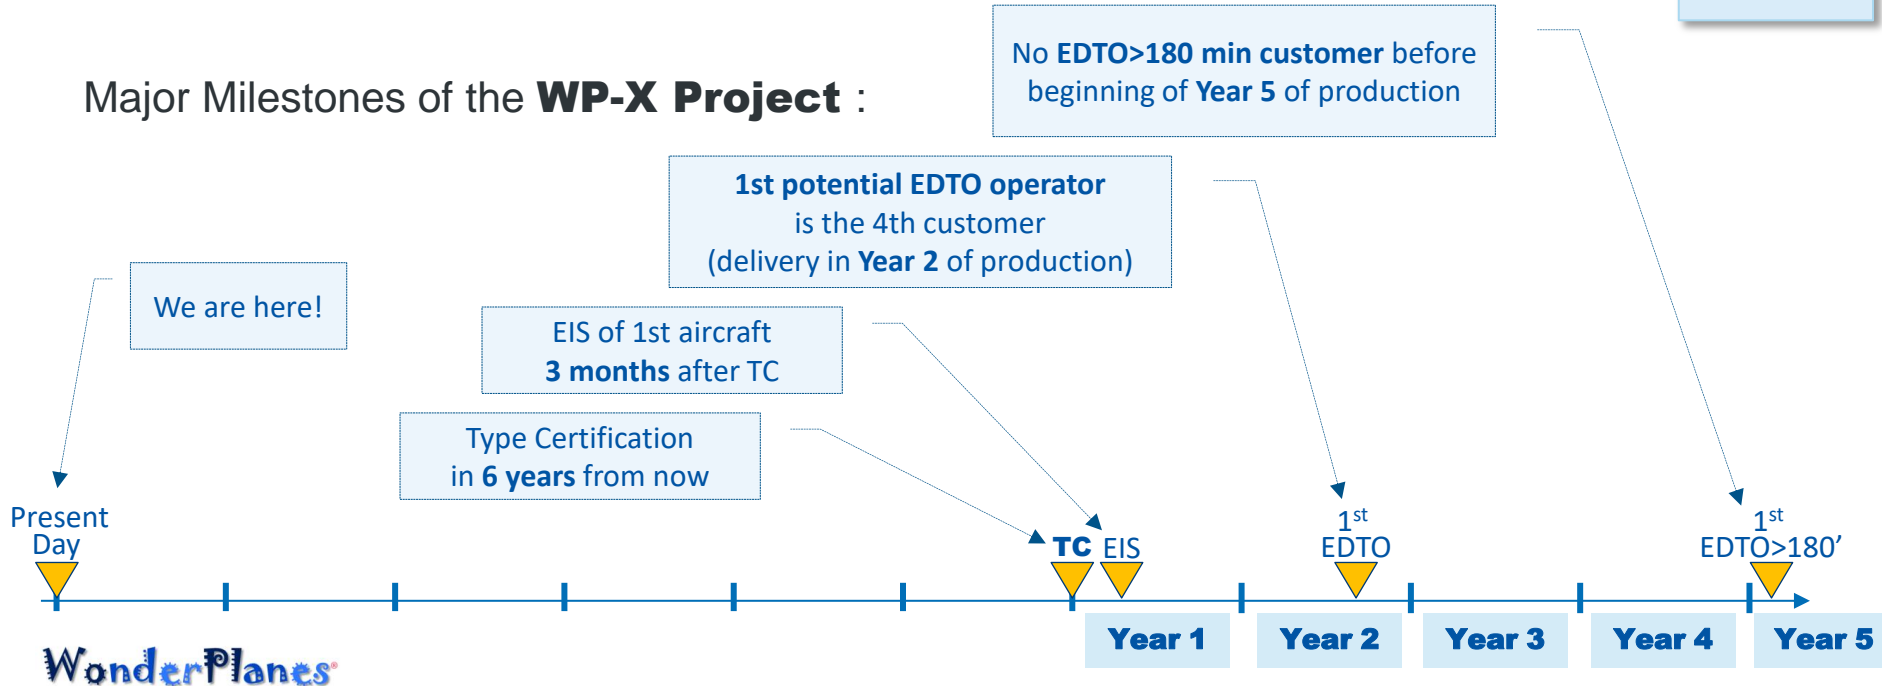 Major Milestones of the WP-X Project :
No EDTO>180 min customer before
beginning of Year 5 of production
1st potential EDTO operator
is the 4th customer
(delivery in Year 2 of production)
We are here!
EIS of 1st aircraft
3 months after TC
Type Certification
in 6 years from now
Present
Day
TC
EIS
1st
EDTO
1st
EDTO>180’
Year 1
Year 2
Year 3
Year 4
Year 5
WonderPlanes®